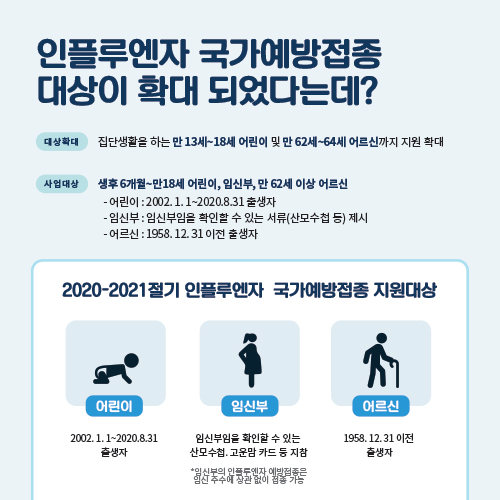 인플루엔자 국가예방접종
대상이 확대 되었다는데?
대상확대 집단생활을 하는 만 13세~18세 어린이 및 만 62세~64세 어르신까지 지원 확대
사업대상 생후 6개월~만18세 어린이, 임신부, 만 62세 이상 어르신
- 어린이 : 2002. 1. 1~2020.8.31 출생자
- 임신부 : 임신부임을 확인할 수 있는 서류(산모수첩 등) 제시
- 어르신 : 1958. 12. 31 이전 출생자
2020-2021절기 인플루엔자 국가예방접종 지원대상
어린이
2002. 1. 1~2020.8.31
출생자
임신부
임신부임을 확인할 수 있는
산모수첩. 고운맘 카드 등 지참
*임신부의 인플루엔자 예방접종은
임신 주수에 상관 없이 접종 가능
어르신
1958. 12. 31 이전
출생자